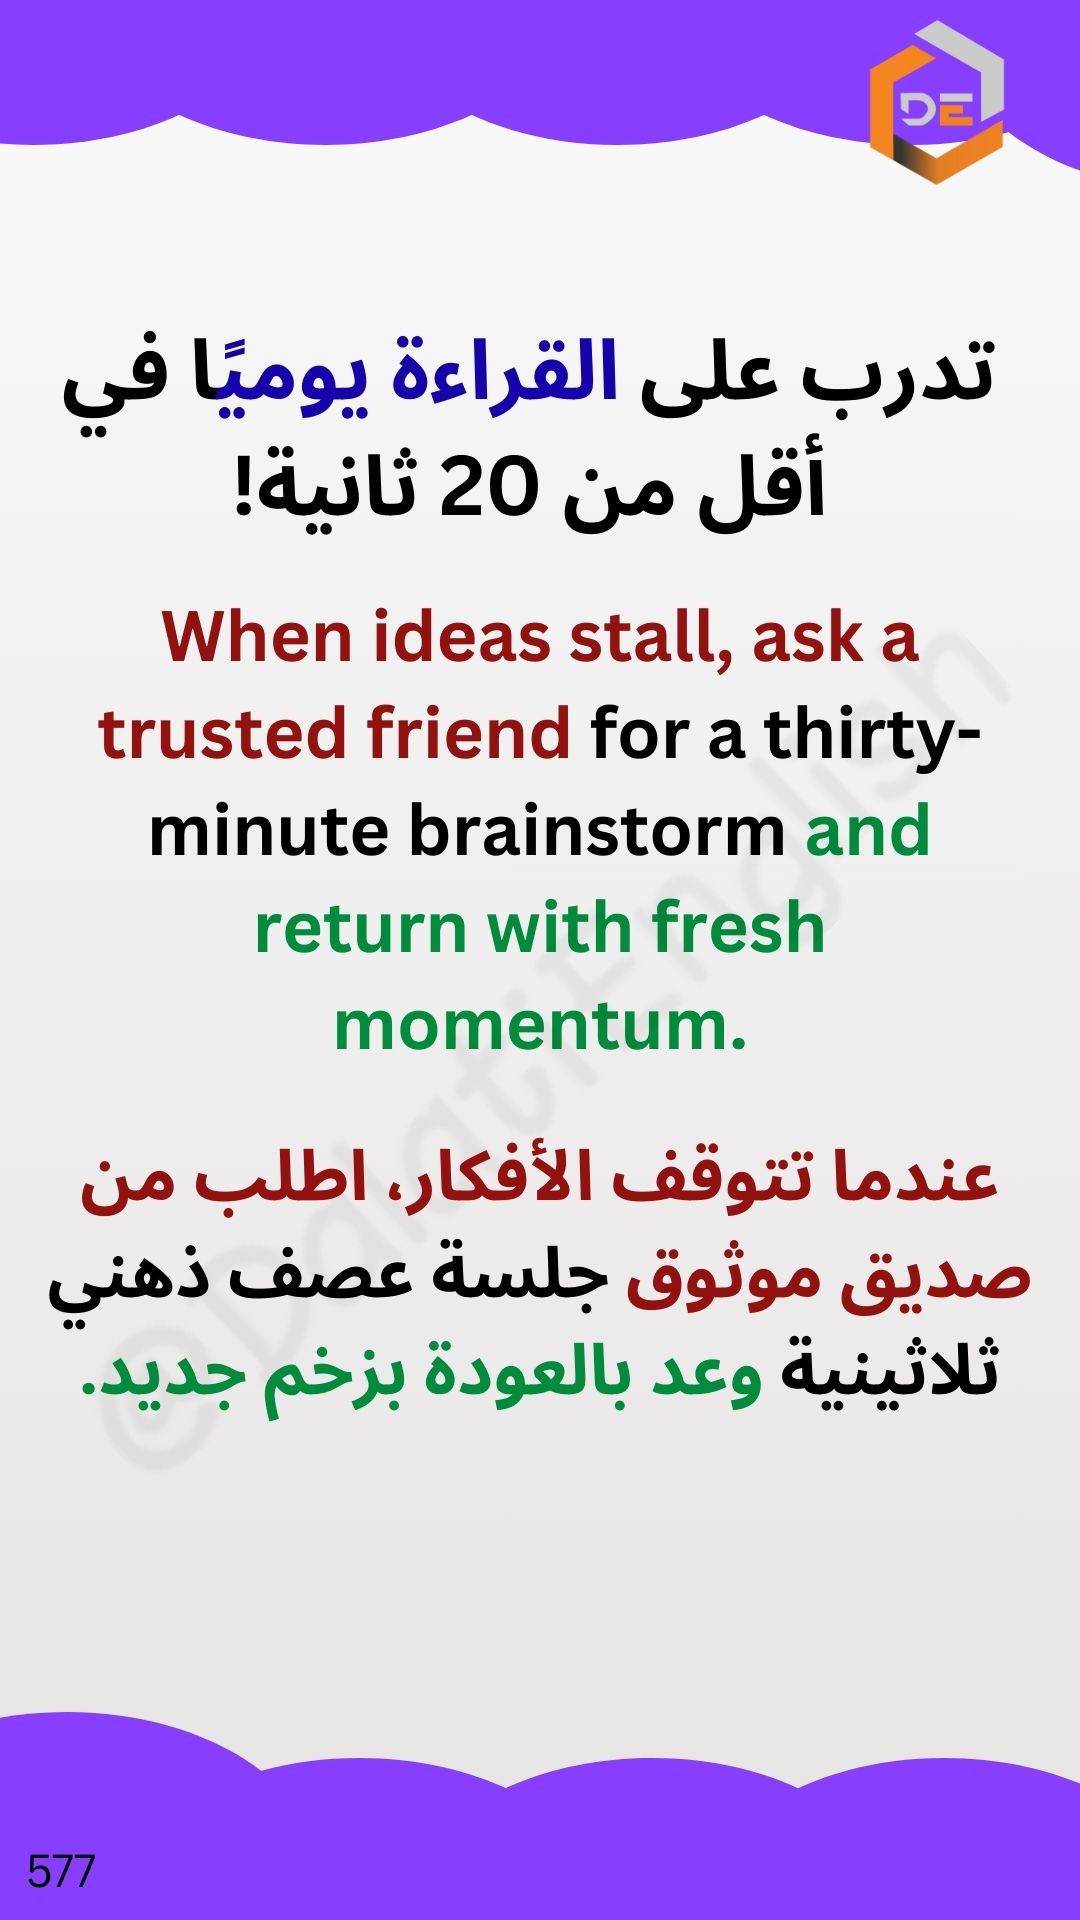 DE
تدرب على القراءة يوميًا في
أقل من 20 ثانية!
When ideas stall, ask a
trusted friend for a thirty-
minute brainstorm and
return with fresh
momentum.
عندما تتوقف الأفكار، اطلب من
صديق موثوق جلسة عصف ذهني
ثلاثينية وعد بالعودة بزخم جديد.
@DalatiEnglish
577